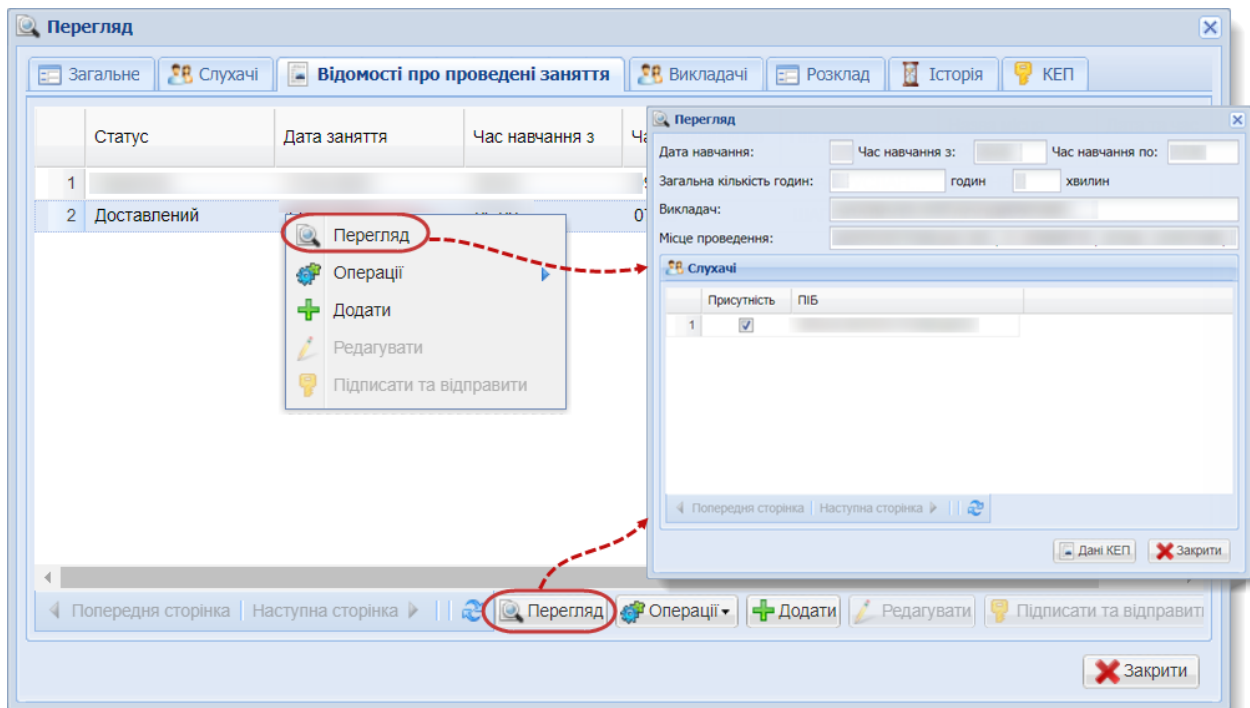 Перегляд
Загальне Слухачі Відомості про проведені заняття Викладачі Розклад Історія КЕП
Статус Дата заняття Час навчання з
1
2 Доставлений
Перегляд
Операції
Додати
Редагувати
Підписати та відправити
Перегляд
Дата навчання: Час навчання з: Час навчання по:
Загальна кількість годин: годин хвилин
Викладач:
Місце проведення:
Слухачі
Присутність ПІБ
1
Попередня сторінка Наступна сторінка
Дані КЕП Закрити
Попередня сторінка Наступна сторінка Перегляд Операції Додати Редагувати Підписати та відправит
Закрити